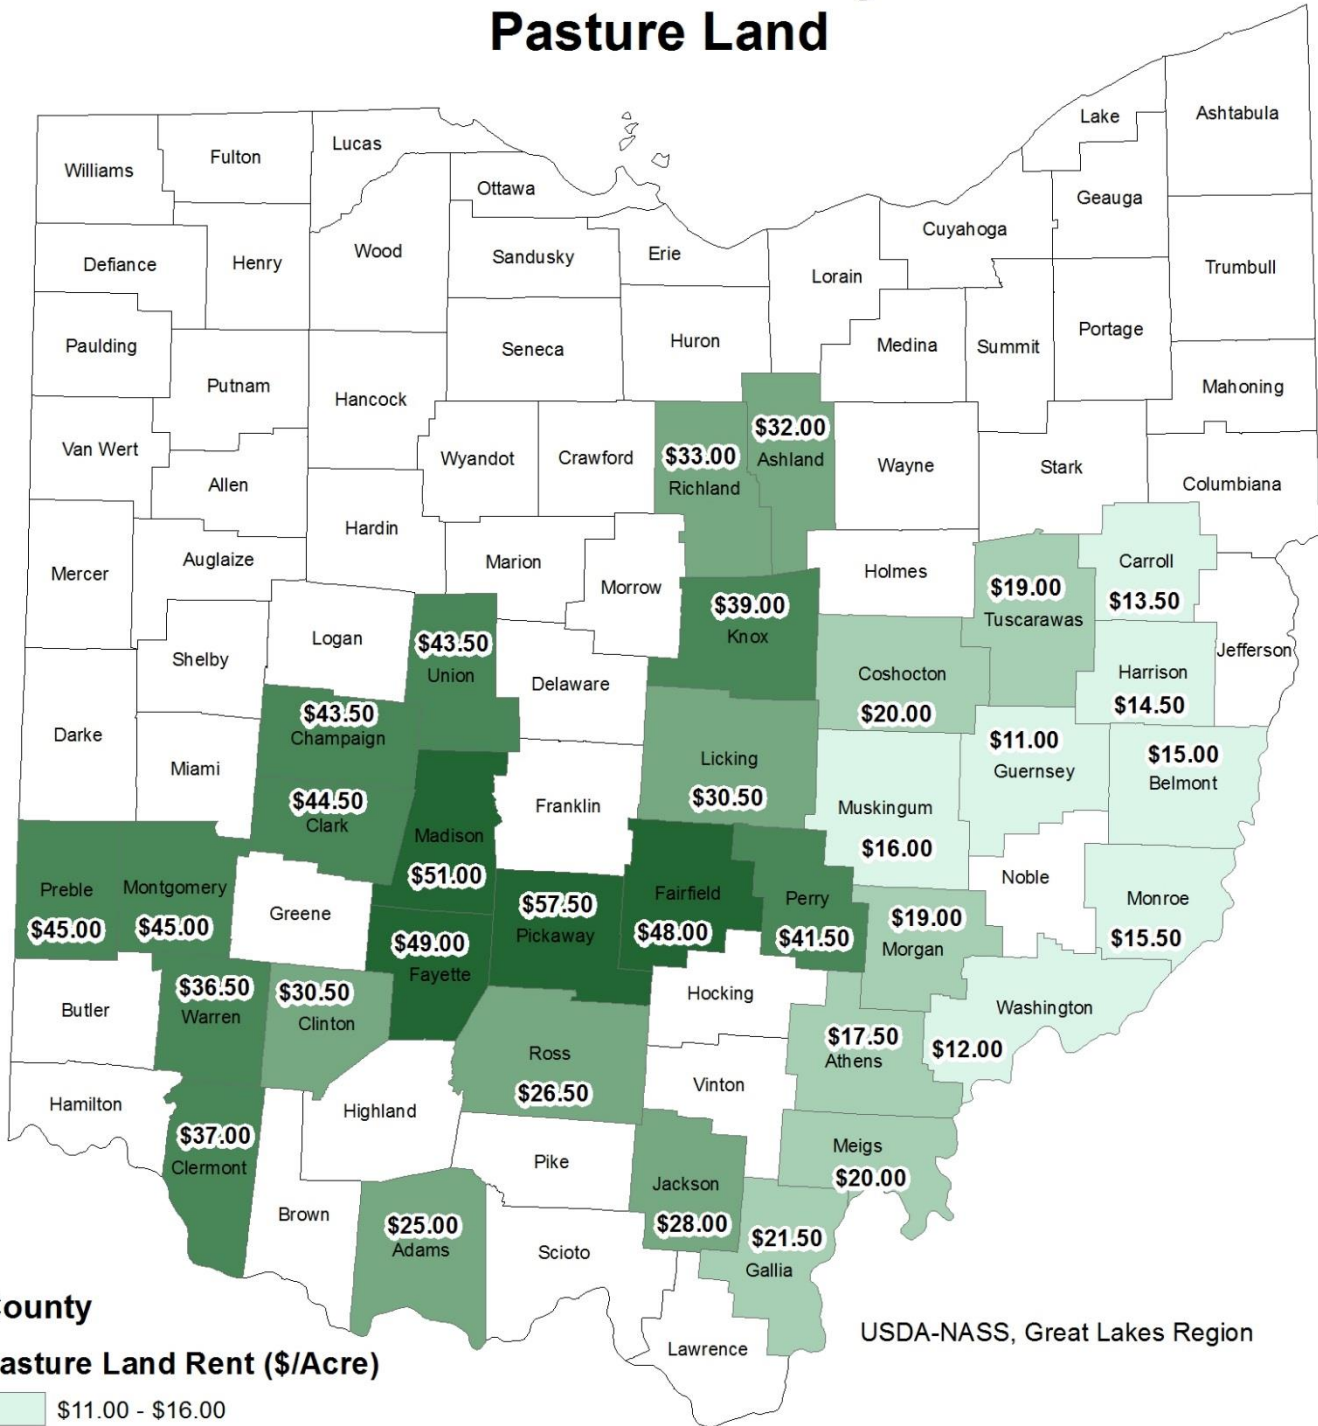 Pasture Land
Lake
Ashtabula
Lucas
Fulton
Williams
Ottawa
Geauga
Cuyahoga
Wood
Erie
Sandusky
Henry
Defiance
Trumbull
Lorain
Portage
Huron
Medina
Summit
Paulding
Seneca
Putnam
Mahoning
Hancock
$32.00
Ashland
Van Wert
$33.00
Richland
Wyandot
Crawford
Wayne
Stark
Allen
Columbiana
Hardin
Auglaize
Marion
Carroll
$13.50
Mercer
Holmes
Morrow
$19.00
Tuscarawas
$39.00
Knox
Logan
$43.50
Union
Jefferson
Shelby
Harrison
$14.50
Coshocton
$20.00
Delaware
$43.50
Champaign
Darke
$11.00
Guernsey
$15.00
Belmont
Miami
Licking
$30.50
$44.50
Clark
Franklin
Muskingum
$16.00
Madison
$51.00
Noble
Preble
$45.00
Montgomery
$45.00
Fairfield
$48.00
Perry
$41.50
Monroe
$15.50
$57.50
Pickaway
Greene
$19.00
Morgan
$49.00
Fayette
$36.50
Warren
$30.50
Clinton
Hocking
Butler
Washington
$12.00
$17.50
Athens
Ross
$26.50
Vinton
Hamilton
Highland
$37.00
Clermont
Meigs
$20.00
Pike
Jackson
$28.00
Brown
$25.00
Adams
$21.50
Gallia
Scioto
Lawrence
ounty
USDA-NASS, Great Lakes Region
asture Land Rent ($/Acre)
$11.00 - $16.00